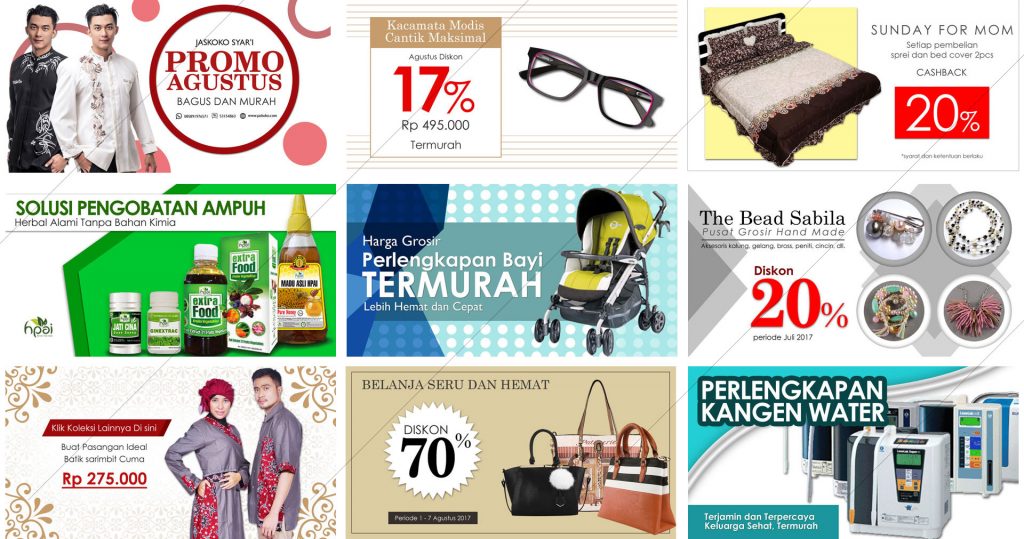 JASKOKO SYAR'I
PROMO
AGUSTUS
BAGUS DAN MURAH
Kacamata Modis
Cantik Maksimal
Agustus Diskon
17%
Rp 495.000
Termurah
SUNDAY FOR MOM
Setiap pembelian
sprei dan bed cover 2pcs
CASHBACK
20%
*syarat dan ketentuan berlaku
SOLUSI PENGOBATAN AMPUH
Herbal Alami Tanpa Bahan Kimia
hpai
JATI CINA
GINEXTRAC
extra
Food
extra
Food
MADU ASLI HPAI
Pure Honey
Harga Grosir
Perlengkapan Bayi
TERMURAH
Lebih Hemat dan Cepat
The Bead Sabila
Pusat Grosir Hand Made
Aksesoris kalung, gelang, bross, peniti, cincin, dll.
Diskon
20%
periode Juli 2017
Klik Koleksi Lainnya Di sini
Buat Pasangan Ideal
Batik sarimbit Cuma
Rp 275.000
BELANJA SERU DAN HEMAT
DISKON
70%
Periode 1 - 7 Agustus 2017
PERLENGKAPAN
KANGEN WATER
Terjamin dan Terpercaya
Keluarga Sehat, Termurah